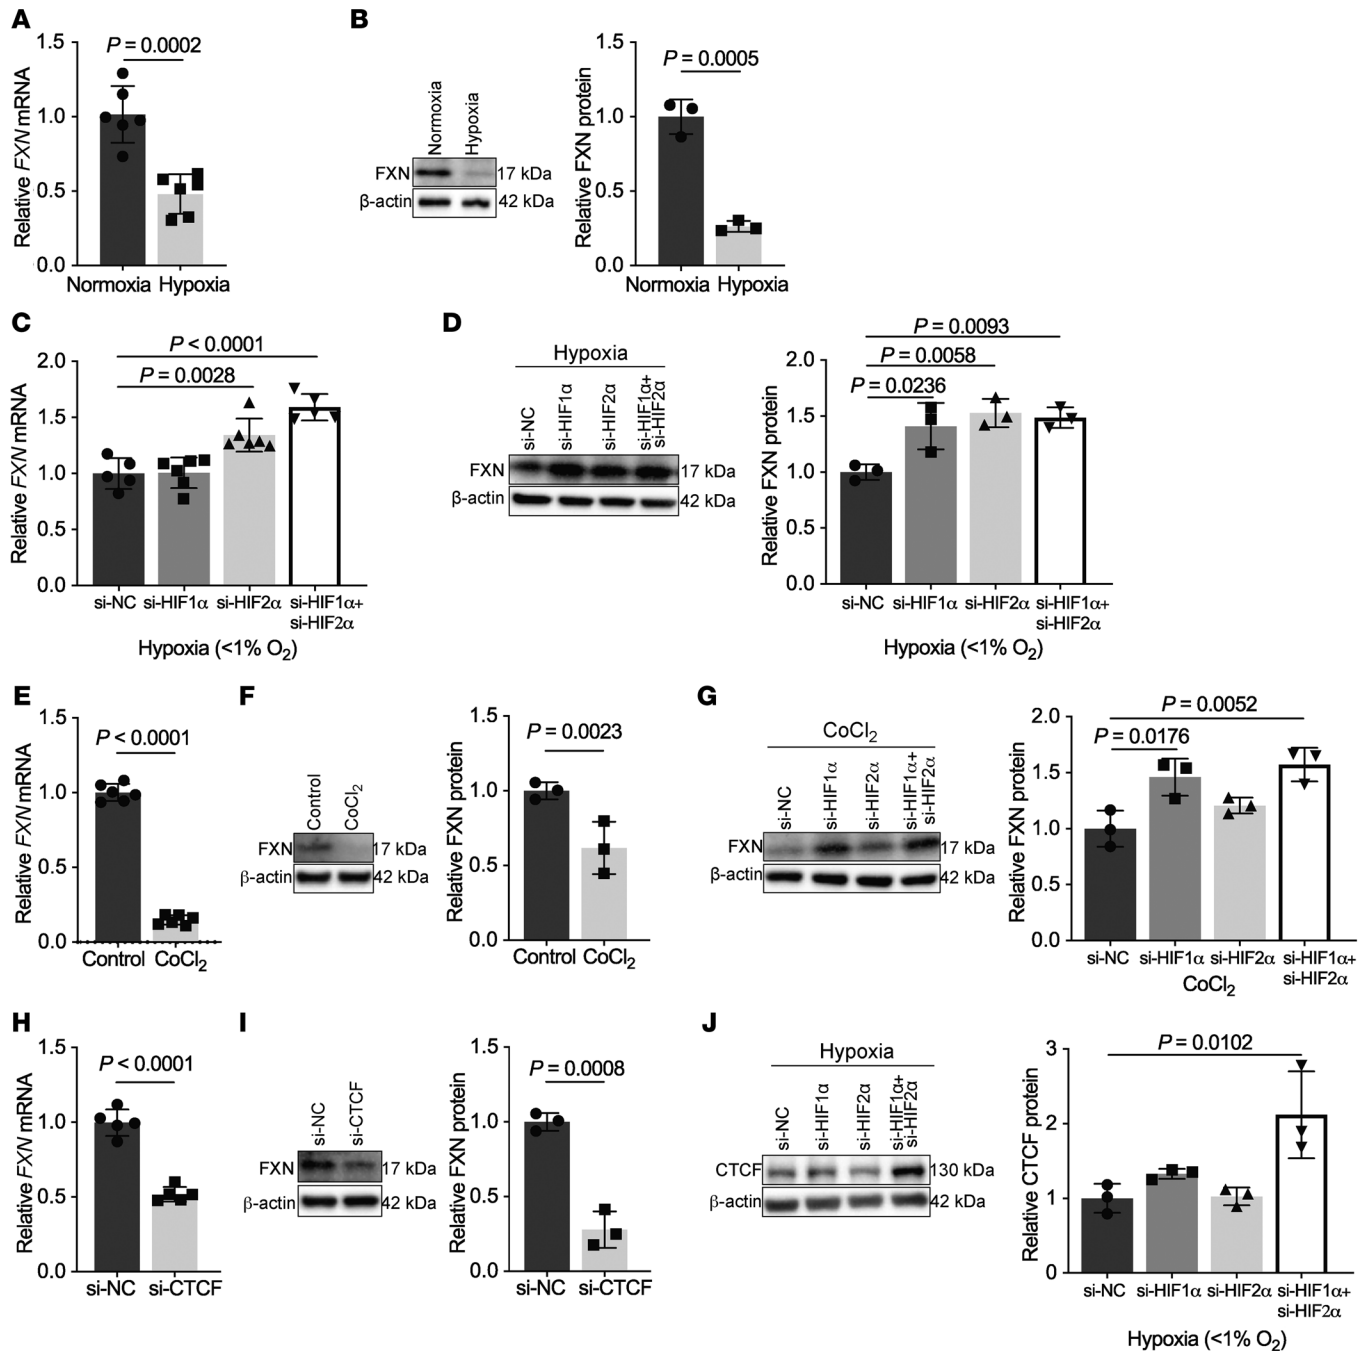 A
Relative FXN mRNA
1.5
1.0
0.5
0.0
P = 0.0002
Normoxia Hypoxia
B
Normoxia
Hypoxia
FXN 17 kDa
β-actin 42 kDa
Relative FXN protein
1.5
1.0
0.5
0.0
P = 0.0005
Normoxia Hypoxia
C
Relative FXN mRNA
2.0
1.5
1.0
0.5
0.0
P < 0.0001
P = 0.0028
si-NC si-HIF1α si-HIF2α si-HIF1α+
si-HIF2α
Hypoxia (<1% O2)
D
Hypoxia
si-NC
si-HIF1α
si-HIF2α
si-HIF1α+
si-HIF2α
FXN 17 kDa
β-actin 42 kDa
Relative FXN protein
2.0
1.5
1.0
0.5
0.0
P = 0.0093
P = 0.0058
P = 0.0236
si-NC si-HIF1α si-HIF2α si-HIF1α+
si-HIF2α
Hypoxia (<1% O2)
E
Relative FXN mRNA
1.5
1.0
0.5
0.0
P < 0.0001
Control CoCl2
F
Control
CoCl2
FXN 17 kDa
β-actin 42 kDa
Relative FXN protein
1.5
1.0
0.5
0.0
P = 0.0023
Control CoCl2
G
CoCl2
si-NC
si-HIF1α
si-HIF2α
si-HIF1α+
si-HIF2α
FXN 17 kDa
β-actin 42 kDa
Relative FXN protein
2.0
1.5
1.0
0.5
0.0
P = 0.0052
P = 0.0176
si-NC si-HIF1α si-HIF2α si-HIF1α+
si-HIF2α
CoCl2
H
Relative FXN mRNA
1.5
1.0
0.5
0.0
P < 0.0001
si-NC si-CTCF
I
si-NC
si-CTCF
FXN 17 kDa
β-actin 42 kDa
Relative FXN protein
1.5
1.0
0.5
0.0
P = 0.0008
si-NC si-CTCF
J
Hypoxia
si-NC
si-HIF1α
si-HIF2α
si-HIF1α+
si-HIF2α
CTCF 130 kDa
β-actin 42 kDa
Relative CTCF protein
3
2
1
0
P = 0.0102
si-NC si-HIF1α si-HIF2α si-HIF1α+
si-HIF2α
Hypoxia (<1% O2)